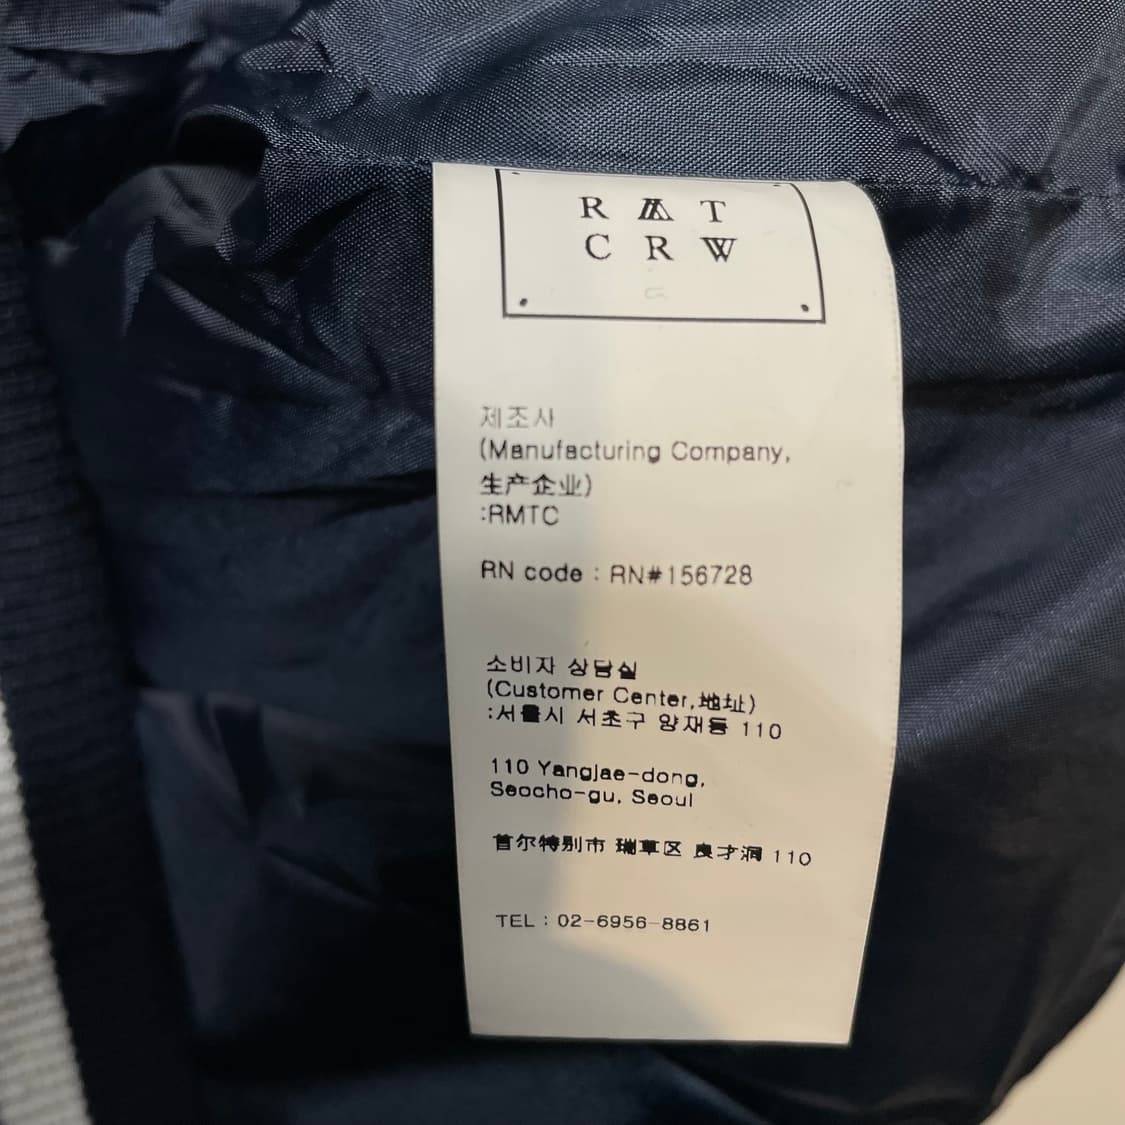 R M T
C R W
제조사
(Manufacturing Company,
生产企业)
:RMTC
RN code : RN#156728
소비자 상담실
(Customer Center,地址)
:서울시 서초구 양재동 110
110 Yangjae-dong,
Seocho-gu, Seoul
首尔特别市 瑞草区 良才洞 110
TEL : 02-6956-8861